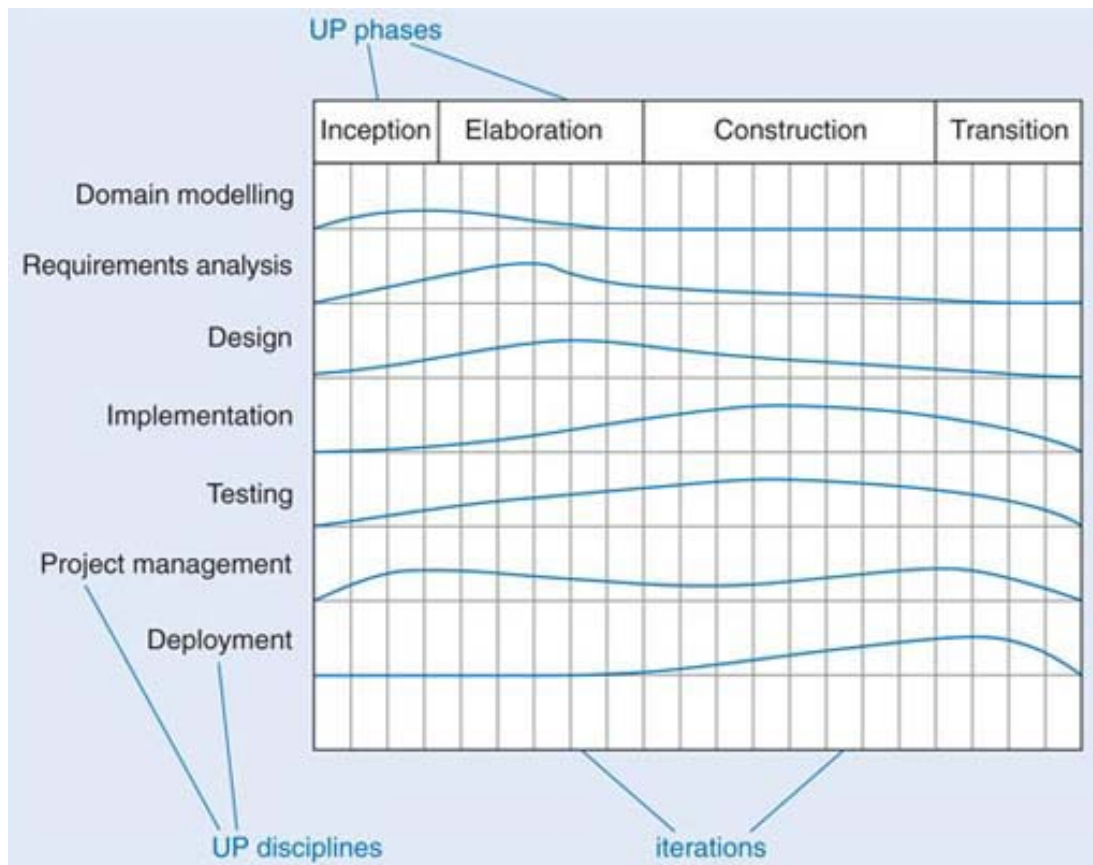 UP phases
Inception Elaboration Construction Transition
Domain modelling
Requirements analysis
Design
Implementation
Testing
Project management
Deployment
UP disciplines iterations